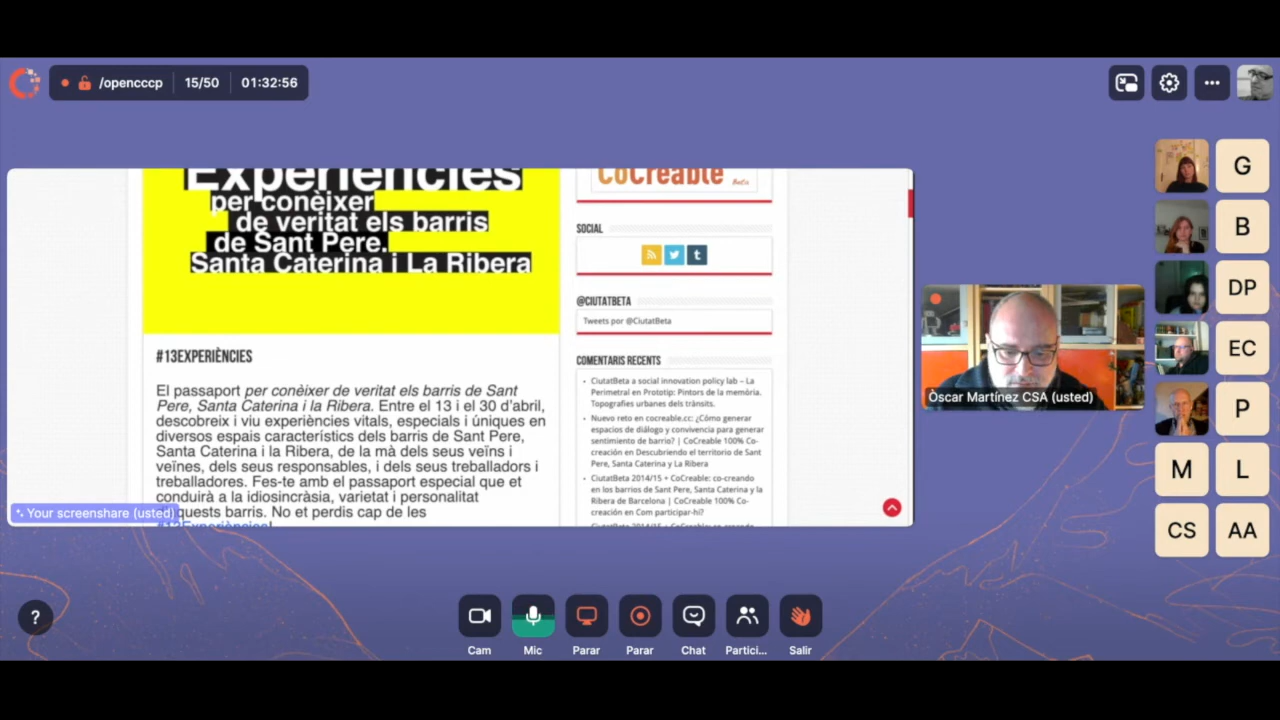 /opencccp
15/50
01:32:56
Experiències
per conèixer
de veritat els barris
de Sant Pere.
Santa Caterina i La Ribera
#13EXPERIÈNCIES
El passaport per conèixer de veritat els barris de Sant
Pere, Santa Caterina i la Ribera. Entre el 13 i el 30 d'abril,
descobreix i viu experiències vitals, especials i úniques en
diversos espais característics dels barris de Sant Pere,
Santa Caterina i la Ribera, de la mà dels seus veïns i
veïnes, dels seus responsables, i dels seus treballadors i
treballadores. Fes-te amb el passaport especial que et
conduirà a la idiosincràsia, varietat i personalitat
quests barris. No et perdis cap de les
#13Experiències!
Your screenshare (usted)
CoCreable Beta
SOCIAL
t
@CIUTATBETA
Tweets por @CiutatBeta
COMENTARIS RECENTS
CiutatBeta a social innovation policy lab – La
Perimetral en Prototip: Pintors de la memòria.
Topografies urbanes dels trànsits.
Nuevo reto en cocreable.cc: ¿Cómo generar
espacios de diálogo y convivencia para generar
sentimiento de barrio? | CoCreable 100% Co-
creación en Descubriendo el territorio de Sant
Pere, Santa Caterina y La Ribera
CiutatBeta 2014/15 + CoCreable: co-creando
en los barrios de Sant Pere, Santa Caterina y la
Ribera de Barcelona | CoCreable 100% Co-
creación en Com participar-hi?
CiutatBeta 2014/15 + CoCreable: co-creando
Òscar Martínez CSA (usted)
G
B
DP
EC
P
M
L
CS
AA
?
Cam
Mic
Parar
Parar
Chat
Partici...
Salir